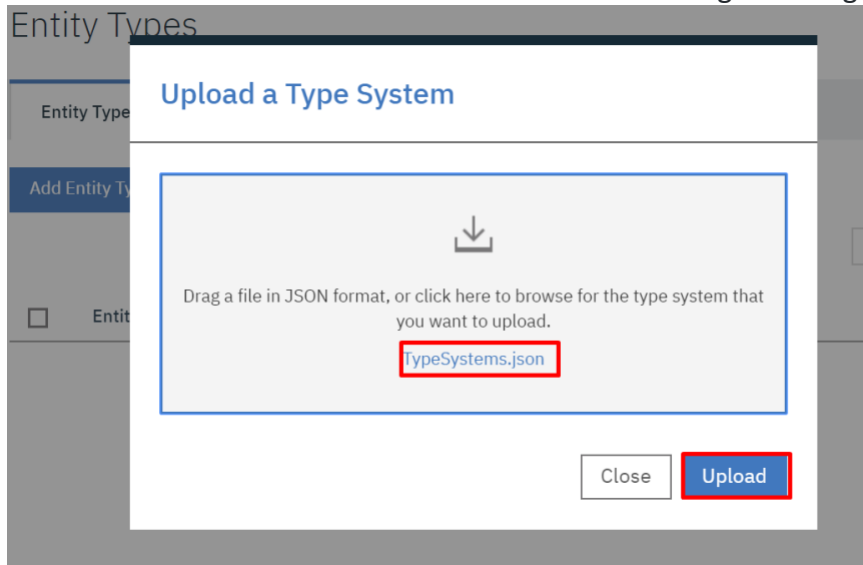 Entity Types
Upload a Type System
Entity Type
Add Entity Ty
Drag a file in JSON format, or click here to browse for the type system that
you want to upload.
Entit
TypeSystems.json
Close
Upload